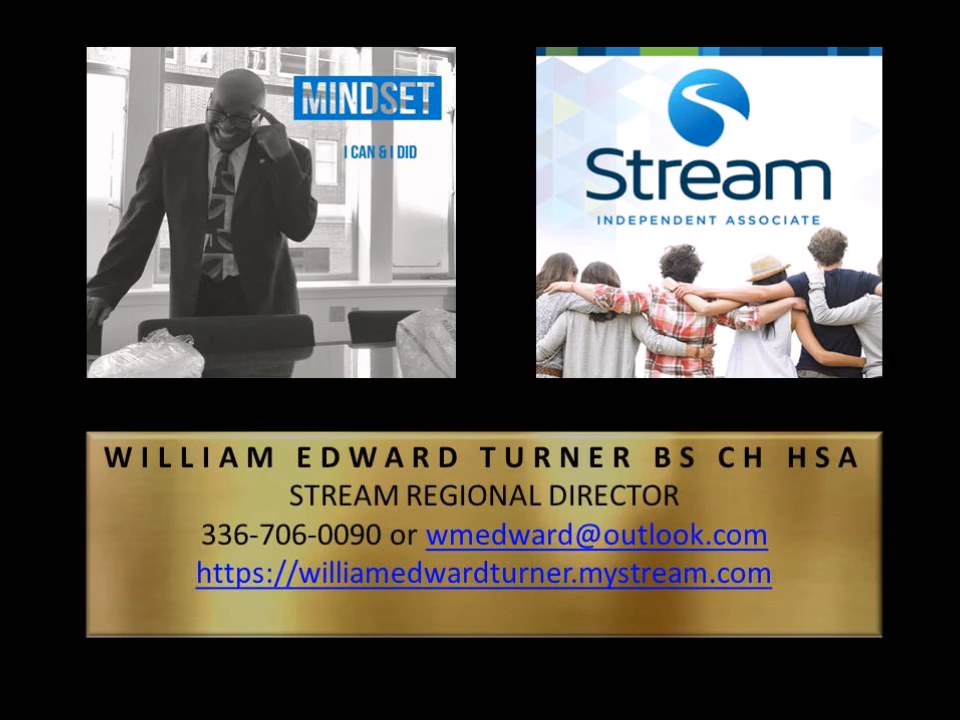 MINDSET
I CAN & I DID
Stream
INDEPENDENT ASSOCIATE
WILLIAM EDWARD TURNER BS CH HSA
STREAM REGIONAL DIRECTOR
336-706-0090 or wmedward@outlook.com
https://williamedwardturner.mystream.com